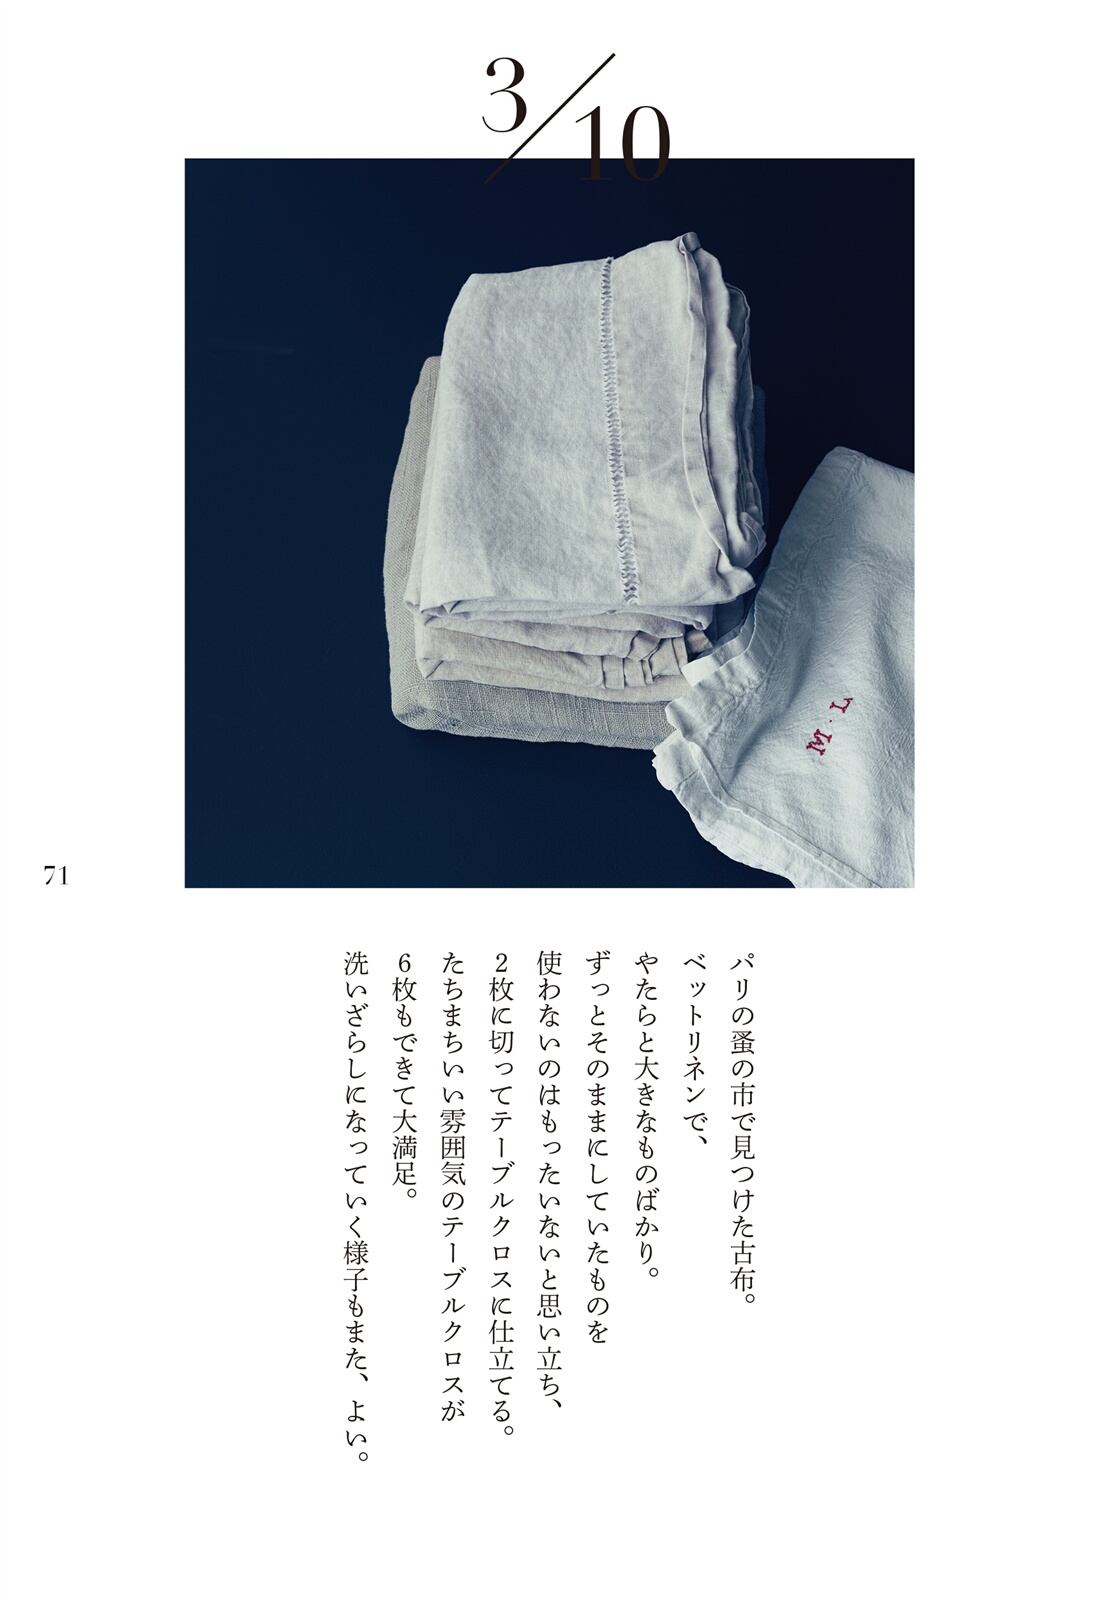 3/10
L・M
パリの蚤の市で見つけた古布。
ベットリネンで、
やたらと大きなものばかり。
ずっとそのままにしていたものを
使わないのはもったいないと思い立ち、
2枚に切ってテーブルクロスに仕立てる。
たちまちいい雰囲気のテーブルクロスが
6枚もできて大満足。
洗いざらしになっていく様子もまた、よい。
71